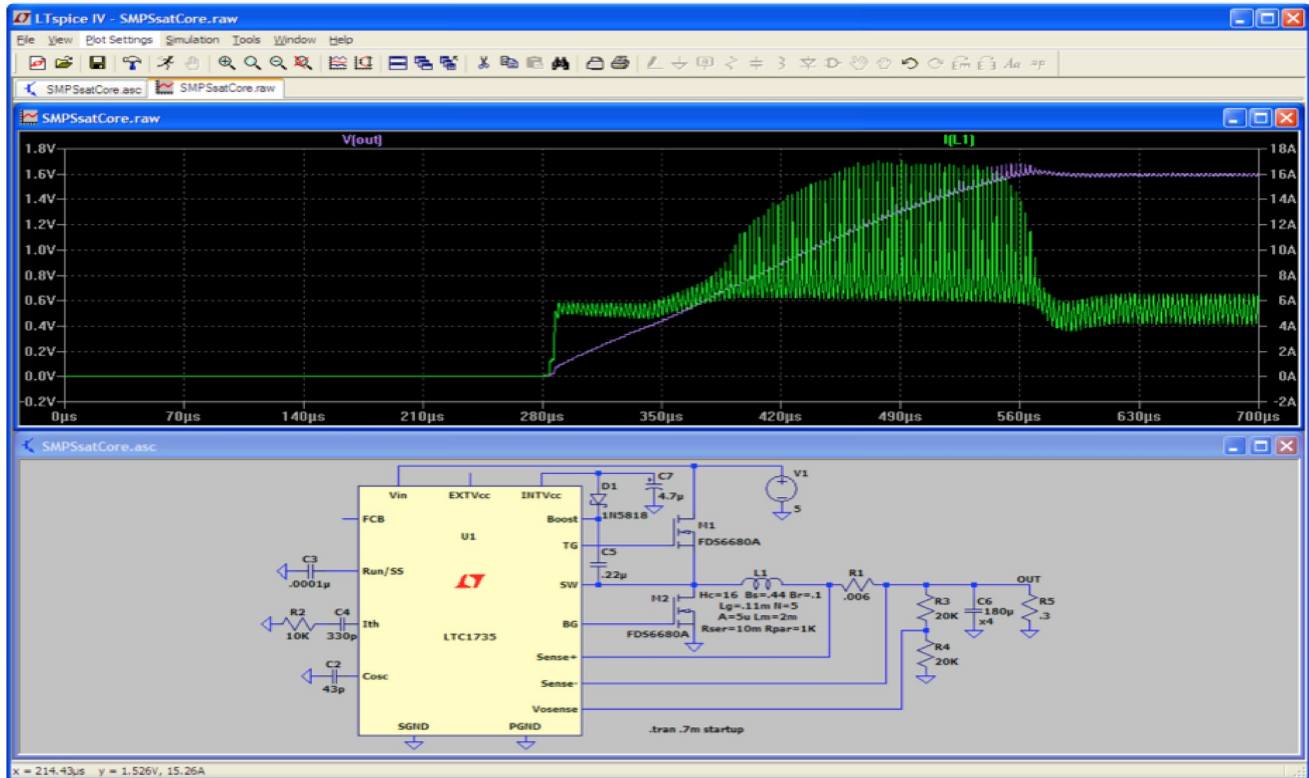 LTspice IV - SMPSsatCore.raw
File View Plot Settings Simulation Tools Window Help
SMPSsatCore.asc SMPSsatCore.raw
SMPSsatCore.raw
V(out) I(L1)
1.8V 18A
1.6V 16A
1.4V 14A
1.2V 12A
1.0V 10A
0.8V 8A
0.6V 6A
0.4V 4A
0.2V 2A
0.0V 0A
-0.2V -2A
0µs 70µs 140µs 210µs 280µs 350µs 420µs 490µs 560µs 630µs 700µs
SMPSsatCore.asc
Vin EXTVcc INTVcc
FCB
U1
Boost
TG
Run/SS
SW
Ith
LTC1735
BG
Sense+
Cosc
Sense-
Vosense
SGND PGND
C3
.0001µ
R2
10K
C4
330p
C2
43p
D1
1N5818
C7
4.7µ
V1
5
M1
FDS6680A
C5
.22µ
L1
Hc=16 Bs=.44 Br=.1
Lg=.11m N=5
A=5u Lm=2m
Rser=10m Rpar=1K
M2
FDS6680A
R1
.006
R3
20K
R4
20K
C6
180µ
x4
OUT
R5
.3
.tran .7m startup
x = 214.43µs y = 1.526V, 15.26A